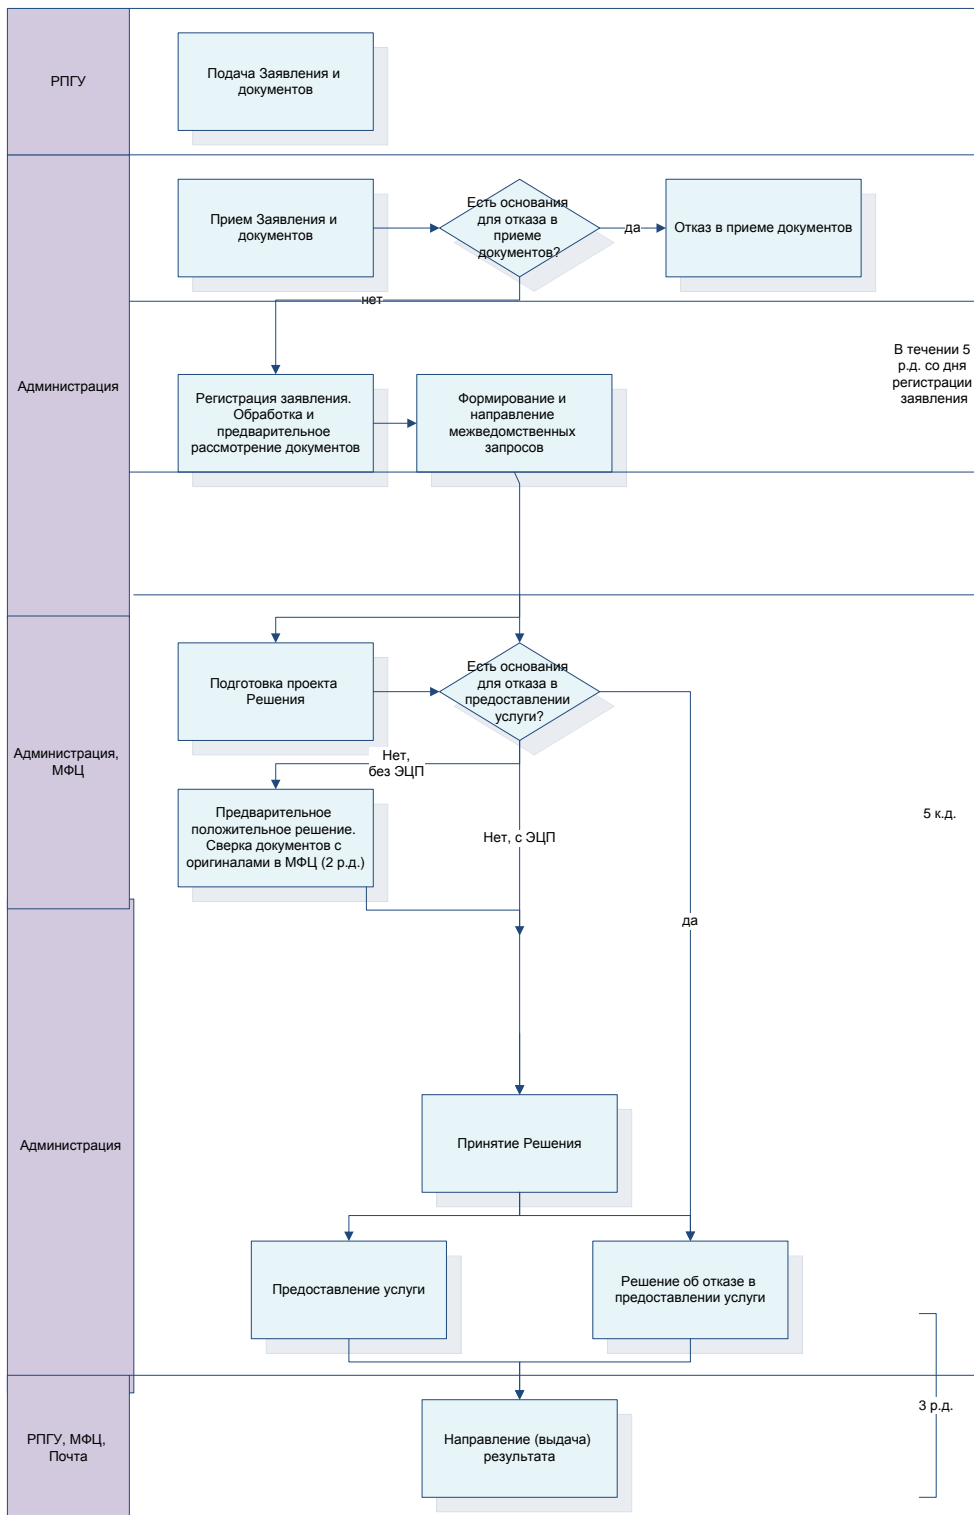 РПГУ
Подача Заявления и
документов
Прием Заявления и
документов
Есть основания
для отказа в
приеме
документов?
да
Отказ в приеме документов
нет
Администрация
Регистрация заявления.
Обработка и
предварительное
рассмотрение документов
Формирование и
направление
межведомственных
запросов
В течении 5
р.д. со дня
регистрации
заявления
Администрация,
МФЦ
Подготовка проекта
Решения
Есть основания
для отказа в
предоставлении
услуги?
Нет,
без ЭЦП
Предварительное
положительное решение.
Сверка документов с
оригиналами в МФЦ (2 р.д.)
Нет, с ЭЦП
5 к.д.
да
Администрация
Принятие Решения
Предоставление услуги
Решение об отказе в
предоставлении услуги
3 р.д.
РПГУ, МФЦ,
Почта
Направление (выдача)
результата